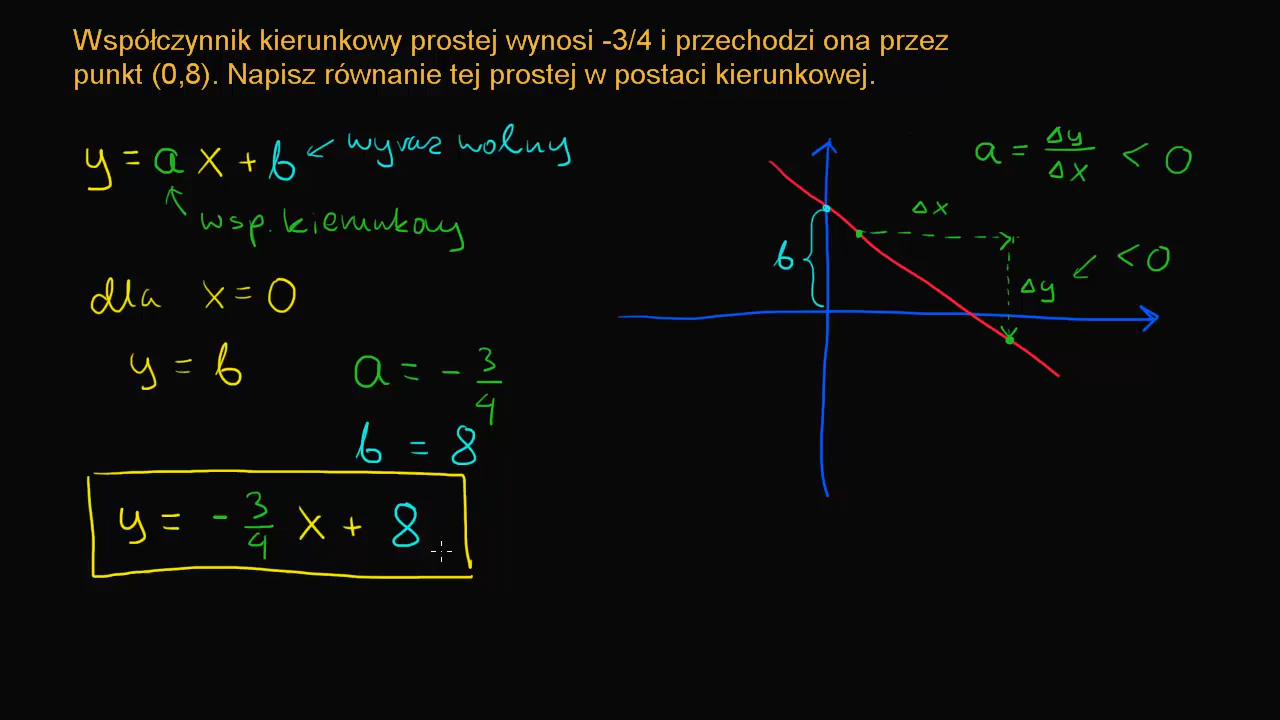 Współczynnik kierunkowy prostej wynosi -3/4 i przechodzi ona przez
punkt (0,8). Napisz równanie tej prostej w postaci kierunkowej.
y = a x + b ← wyraz wolny
↖ wsp. kierunkowy
dla x = 0
y = b
a = - 3/4
b = 8
y = - 3/4 x + 8
a = Δy/Δx < 0
Δx
b
Δy ↙ < 0